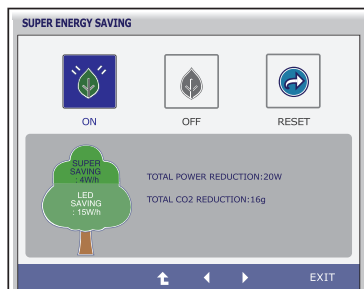 SUPER ENERGY SAVING
ON
OFF
RESET
SUPER
SAVING
: 4W/h
LED
SAVING
: 15W/h
TOTAL POWER REDUCTION:20W
TOTAL CO2 REDUCTION:16g
EXIT